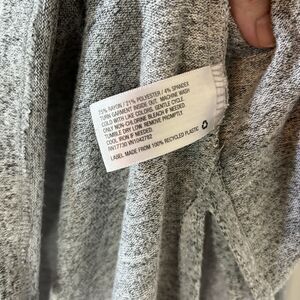 75% RAYON / 21% POLYESTER / 4% SPANDEX
TURN GARMENT INSIDE OUT. MACHINE WASH
COLD WITH LIKE COLORS, GENTLE CYCLE.
ONLY NON-CHLORINE BLEACH IF NEEDED.
TUMBLE DRY LOW REMOVE PROMPTLY.
COOL IRON IF NEEDED.
RN17730 VN1043782
LABEL MADE FROM 100% RECYCLED PLASTIC